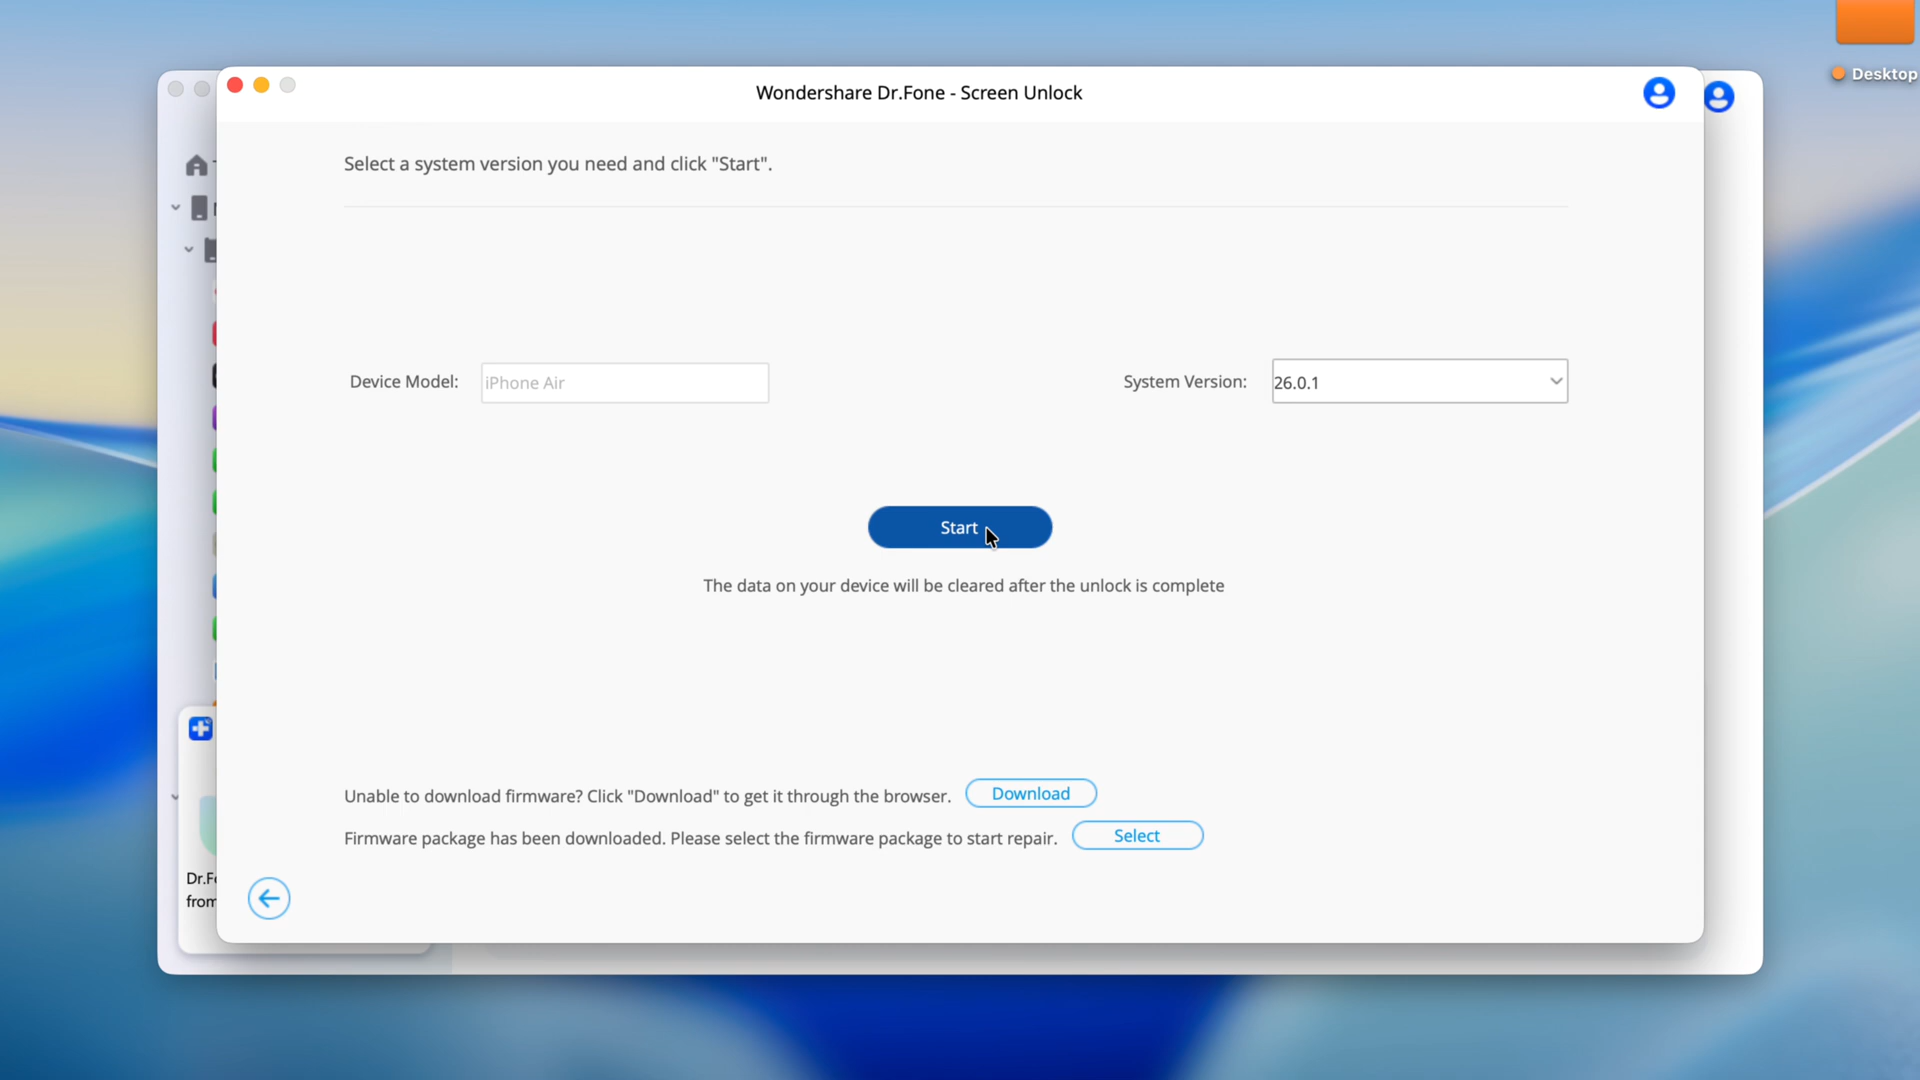 Desktop
Wondershare Dr.Fone - Screen Unlock
Select a system version you need and click "Start".
Device Model:
iPhone Air
System Version:
26.0.1
Start
The data on your device will be cleared after the unlock is complete
Unable to download firmware? Click "Download" to get it through the browser.
Download
Firmware package has been downloaded. Please select the firmware package to start repair.
Select
from